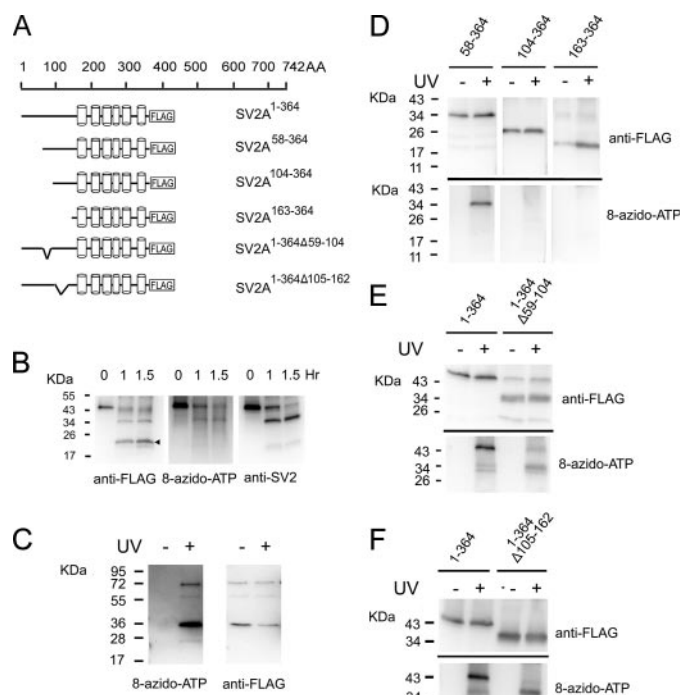 A
1 100 200 300 400 500 600 700 742AA
FLAG SV2A1-364
FLAG SV2A58-364
FLAG SV2A104-364
FLAG SV2A163-364
FLAG SV2A1-364Δ59-104
FLAG SV2A1-364Δ105-162
B
KDa 0 1 1.5 0 1 1.5 0 1 1.5 Hr
55
43
34
26
17
anti-FLAG 8-azido-ATP anti-SV2
C
UV - + - +
KDa
95
72
55
36
28
17
8-azido-ATP anti-FLAG
D
58-364 104-364 163-364
UV - + - + - +
KDa
43
34
26
17
11
anti-FLAG
43
34
26
17
11
8-azido-ATP
E
1-364 1-364 Δ59-104
UV - + - +
KDa
43
34
26
anti-FLAG
43
34
26
8-azido-ATP
F
1-364 1-364 Δ105-162
UV - + - +
KDa
43
34
anti-FLAG
43
34
8-azido-ATP